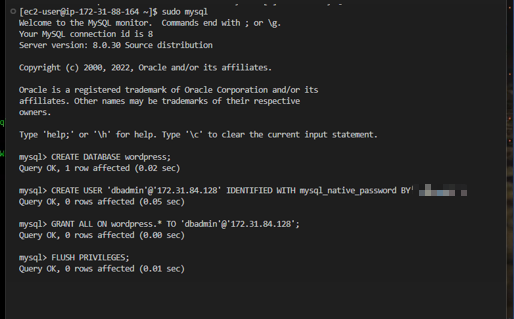 [ec2-user@ip-172-31-88-164 ~]$ sudo mysql
Welcome to the MySQL monitor.  Commands end with ; or \g.
Your MySQL connection id is 8
Server version: 8.0.30 Source distribution
Copyright (c) 2000, 2022, Oracle and/or its affiliates.
Oracle is a registered trademark of Oracle Corporation and/or its
affiliates. Other names may be trademarks of their respective
owners.
Type 'help;' or '\h' for help. Type '\c' to clear the current input statement.
mysql> CREATE DATABASE wordpress;
Query OK, 1 row affected (0.02 sec)
mysql> CREATE USER 'dbadmin'@'172.31.84.128' IDENTIFIED WITH mysql_native_password BY'
Query OK, 0 rows affected (0.05 sec)
mysql> GRANT ALL ON wordpress.* TO 'dbadmin'@'172.31.84.128';
Query OK, 0 rows affected (0.00 sec)
mysql> FLUSH PRIVILEGES;
Query OK, 0 rows affected (0.01 sec)